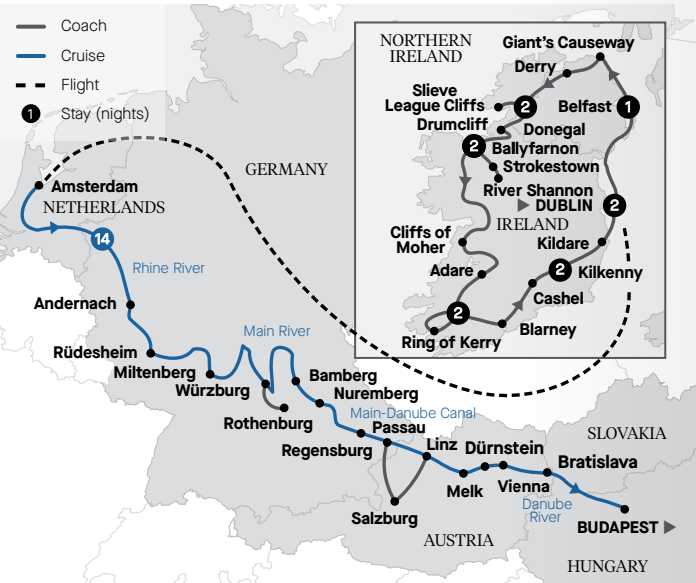 Coach
Cruise
Flight
1 Stay (nights)
NORTHERN
IRELAND
Giant's Causeway
Derry
Slieve
League Cliffs
2
Belfast
1
Drumcliff
Donegal
2
Ballyfarnon
Strokestown
River Shannon
DUBLIN
2
IRELAND
Cliffs of
Moher
Kildare
Adare
2
Kilkenny
Cashel
2
Blarney
Ring of Kerry
GERMANY
Amsterdam
NETHERLANDS
14
Rhine River
Andernach
Main River
Rüdesheim
Miltenberg
Würzburg
Bamberg
Nuremberg
Rothenburg
Main-Danube Canal
Passau
Regensburg
Linz
Dürnstein
SLOVAKIA
Bratislava
Melk
Vienna
Danube
River
Salzburg
BUDAPEST
AUSTRIA
HUNGARY